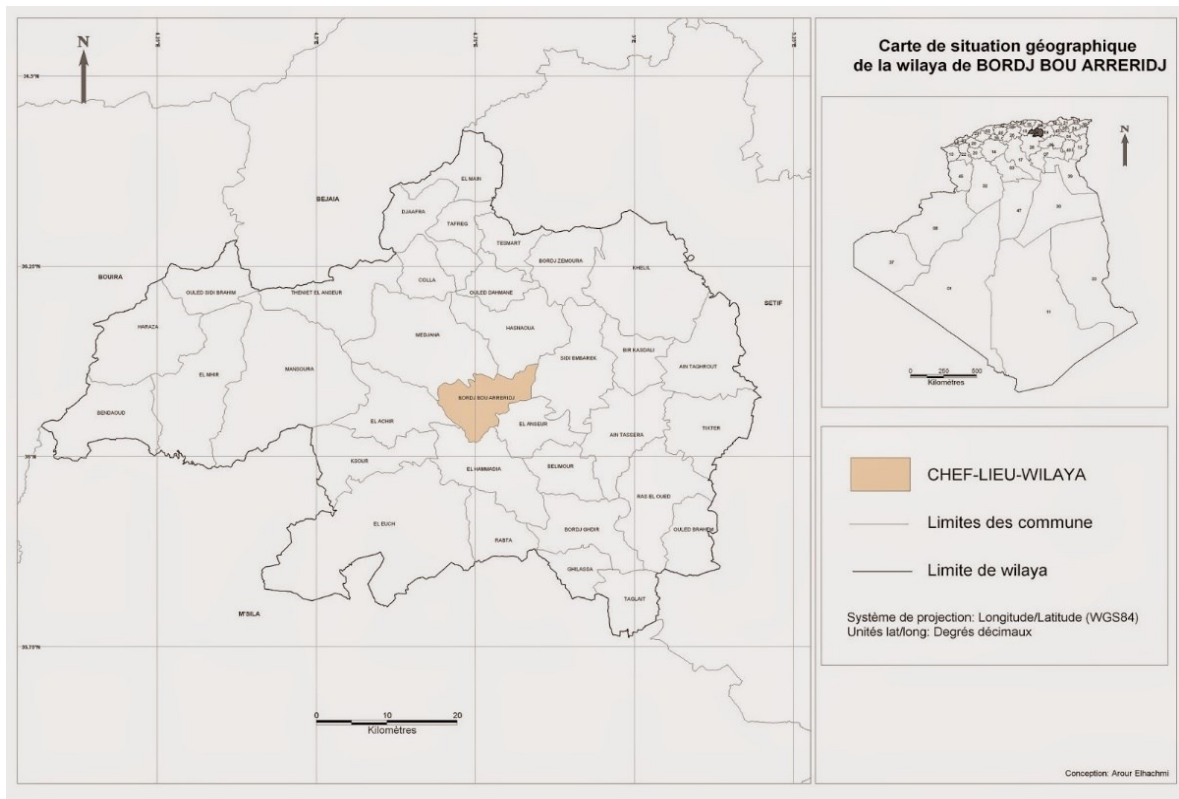 N
EL MAIN
BEJAIA
DJAAFRA
TAFREG
TESMART
BORDJ ZEMOURA
KHELIL
BOUIRA
COLLA
OULED DAHMANE
OULED SIDI BRAHIM
THENIET EL ANSEUR
SETIF
HARAZA
MEDJANA
HASNAOUA
SIDI EMBAREK
BIR KASDALI
AIN TAGHROUT
EL MHIR
MANSOURA
BORDJ BOU ARRERIDJ
BENDAOUD
EL ACHIR
EL ANSEUR
AIN TASSERA
TIXTER
KSOUR
EL HAMMADIA
BELIMOUR
RAS EL OUED
EL EUCH
RABTA
BORDJ GHDIR
OULED BRAHEM
GHILASSA
TAGLAIT
M'SILA
0 10 20
Kilomètres
Carte de situation géographique
de la wilaya de BORDJ BOU ARRERIDJ
N
0 250 500
Kilomètres
CHEF-LIEU-WILAYA
Limites des commune
Limite de wilaya
Système de projection: Longitude/Latitude (WGS84)
Unités lat/long: Degrés décimaux
Conception: Arour Elhachmi